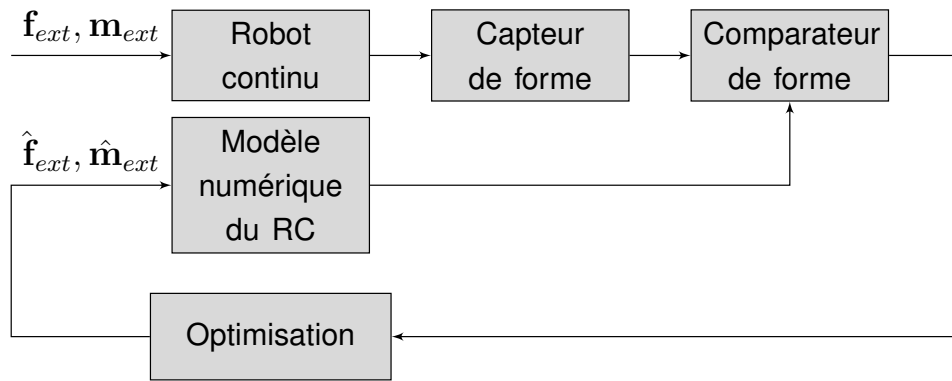 f_ext, m_ext
Robot
continu
Capteur
de forme
Comparateur
de forme
f̂_ext, m̂_ext
Modèle
numérique
du RC
Optimisation